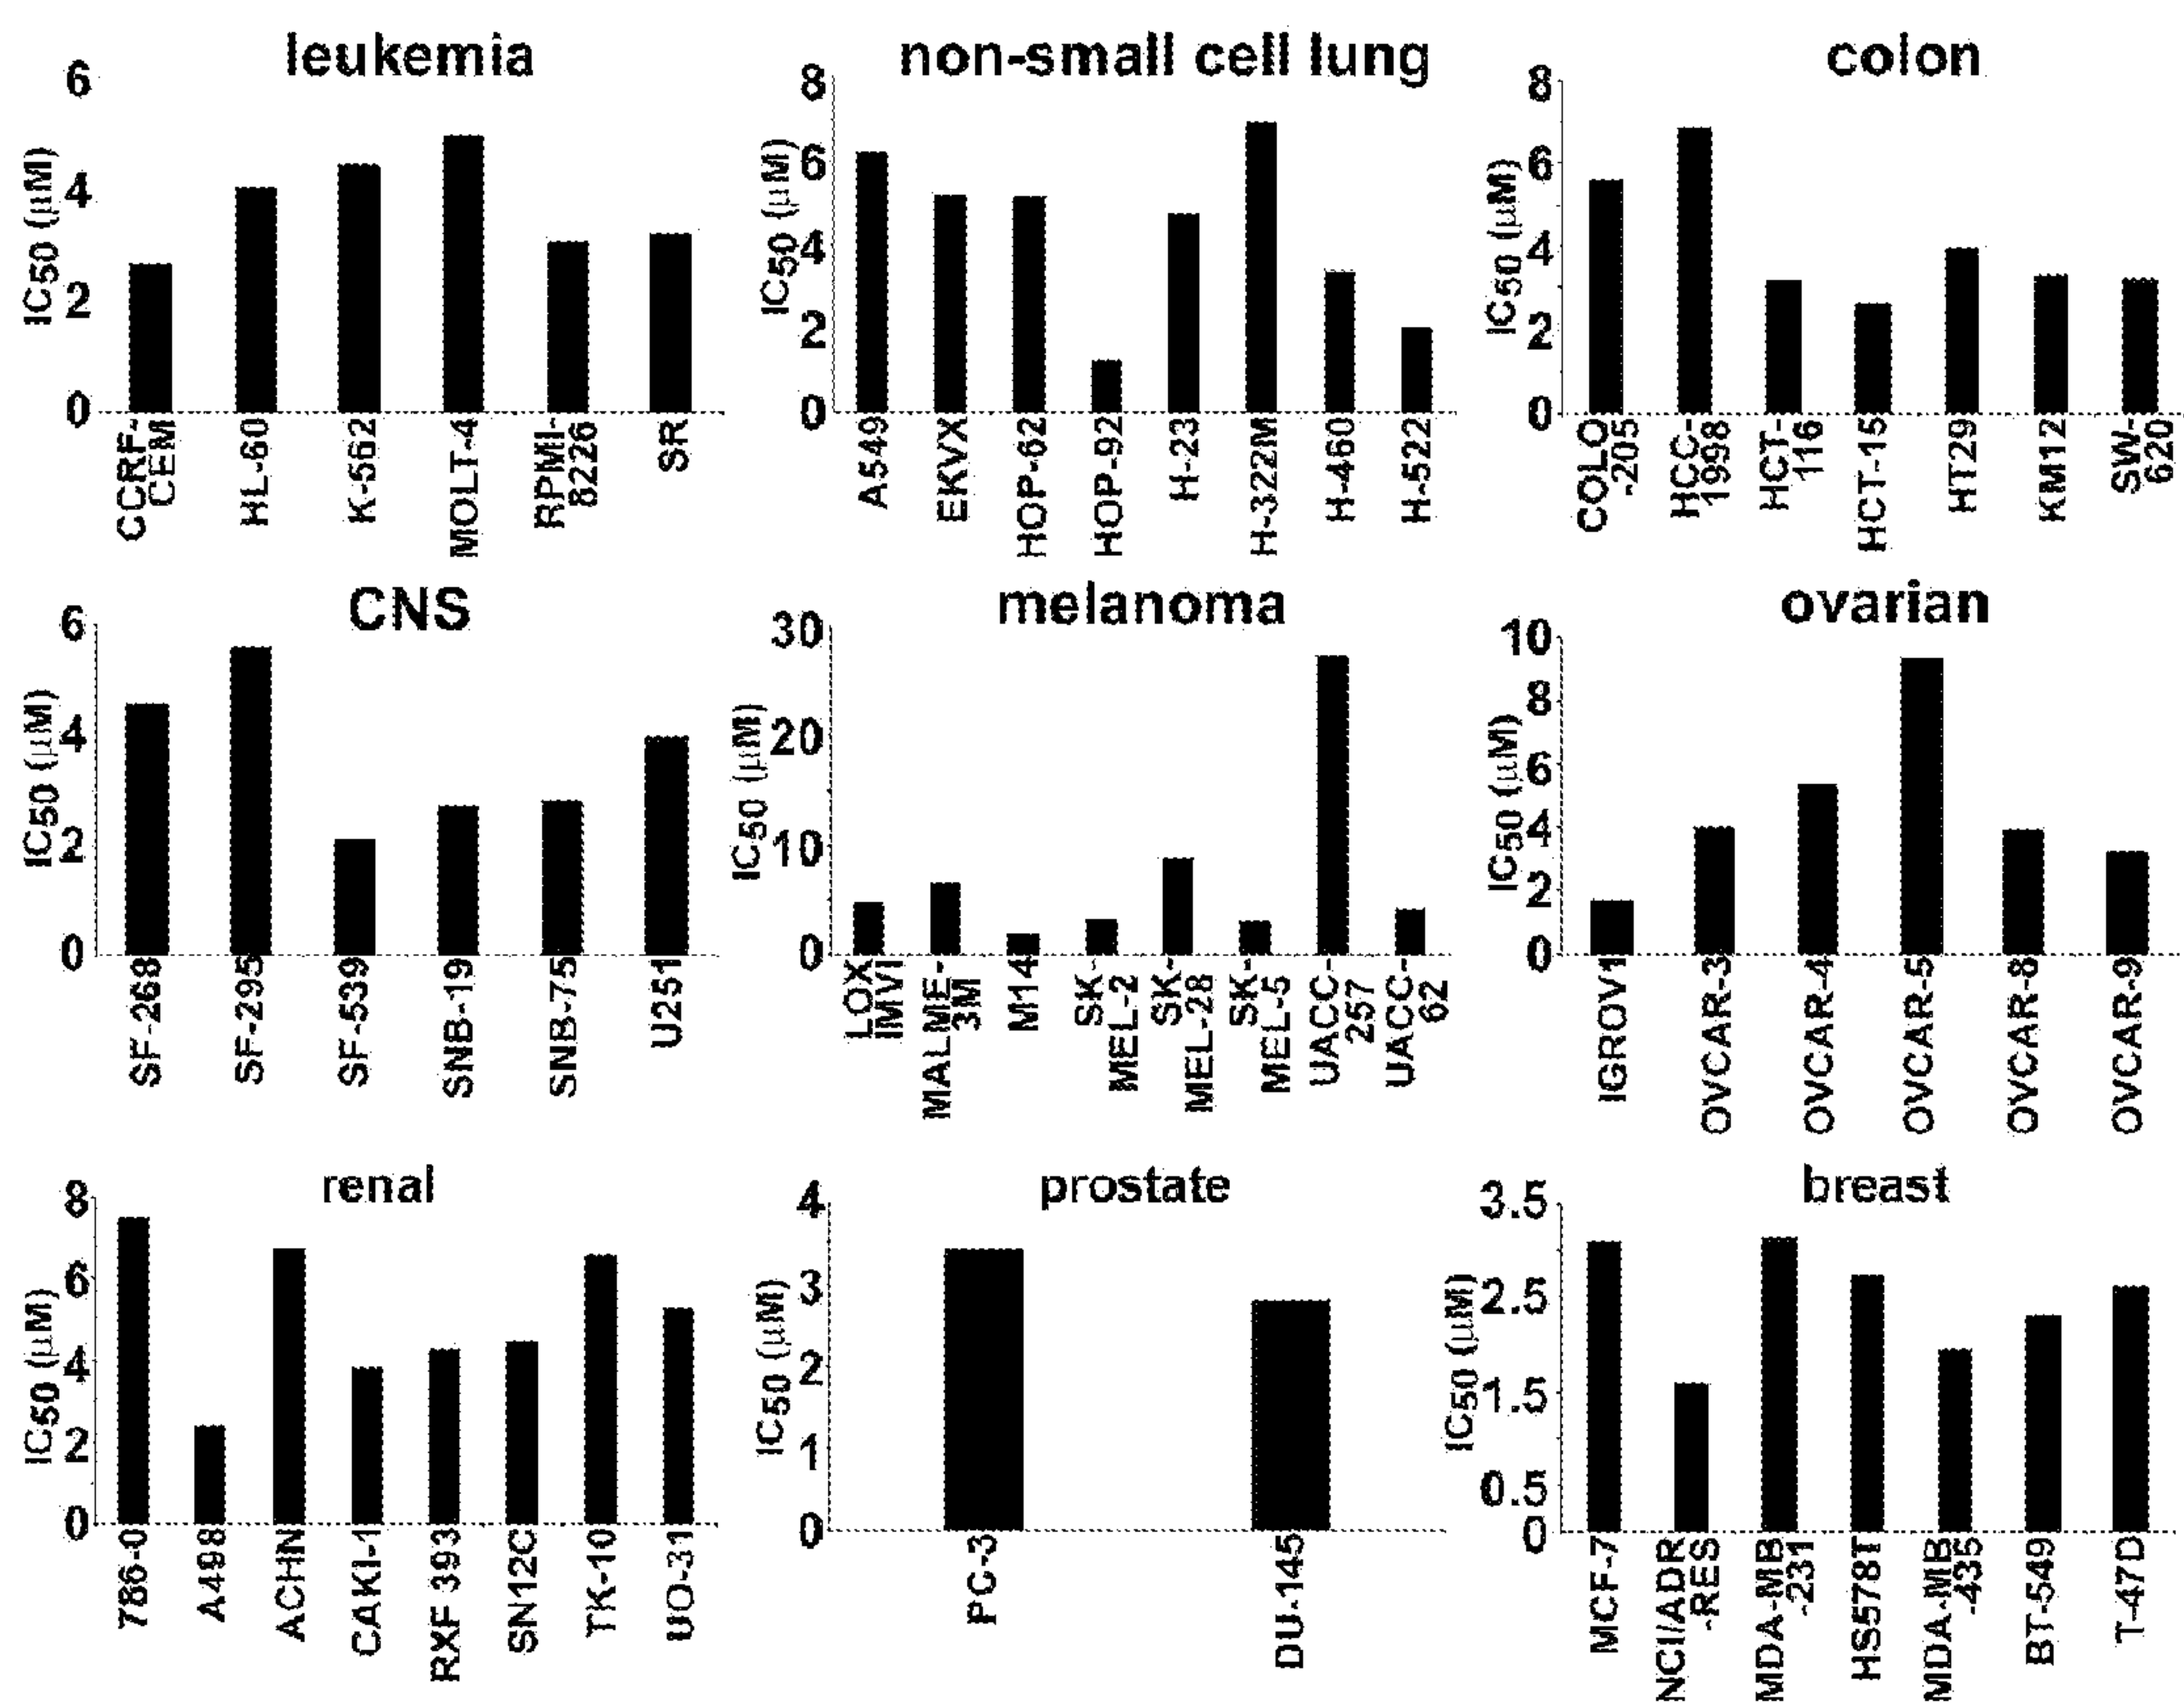 leukemia
6
4
2
0
IC50 (μM)
CCRF-
CEM
HL-60
K-562
MOLT-4
RPMI-
8226
SR
non-small cell lung
8
6
4
2
0
IC50 (μM)
A549
EKVX
HOP-62
HOP-92
H-23
H-322M
H-460
H-522
colon
8
6
4
2
0
IC50 (μM)
COLO
-205
HCC-
1998
HCT-
116
HCT-15
HT29
KM12
SW-
620
CNS
6
4
2
0
IC50 (μM)
SF-268
SF-295
SF-539
SNB-19
SNB-75
U251
melanoma
30
20
10
0
IC50 (μM)
LOX
IMVI
MALME-
3M
M14
SK-
MEL-2
SK-
MEL-28
SK-
MEL-5
UACC-
257
UACC-
62
ovarian
10
8
6
4
2
0
IC50 (μM)
IGROV1
OVCAR-3
OVCAR-4
OVCAR-5
OVCAR-8
OVCAR-9
renal
8
6
4
2
0
IC50 (μM)
786-0
A498
ACHN
CAKI-1
RXF 393
SN12C
TK-10
UO-31
prostate
4
3
2
1
0
IC50 (μM)
PC-3
DU-145
breast
3.5
2.5
1.5
0.5
0
IC50 (μM)
MCF-7
NCI/ADR
-RES
MDA-MB
-231
HS578T
MDA-MB
-435
BT-549
T-47D